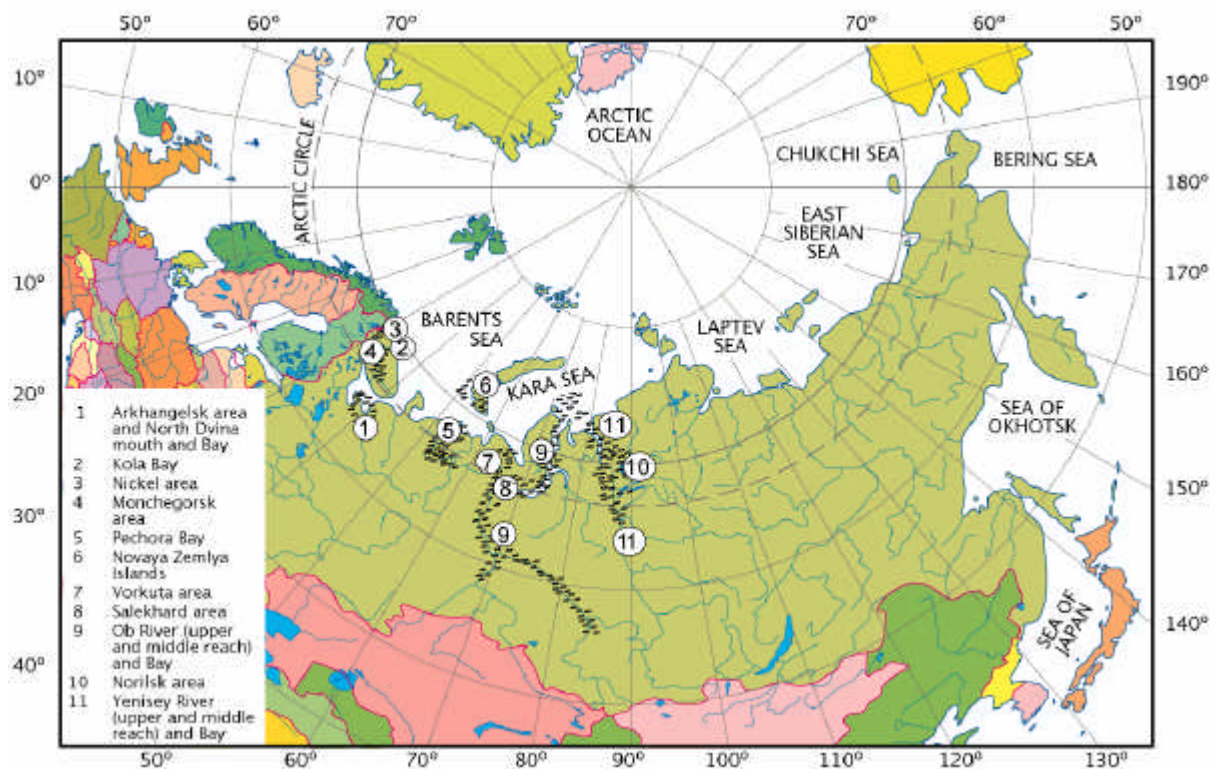 50°
60°
70°
70°
60°
50°
10°
0°
10°
20°
30°
40°
190°
180°
170°
160°
150°
140°
ARCTIC
OCEAN
ARCTIC CIRCLE
CHUKCHI SEA
BERING SEA
EAST
SIBERIAN
SEA
BARENTS
SEA
LAPTEV
SEA
KARA SEA
SEA OF
OKHOTSK
SEA OF
JAPAN
3
2
4
6
1
5
7
9
8
11
10
9
11
1 Arkhangelsk area
and North Dvina
mouth and Bay
2 Kola Bay
3 Nickel area
4 Monchegorsk
area
5 Pechora Bay
6 Novaya Zemlya
Islands
7 Vorkuta area
8 Salekhard area
9 Ob River (upper
and middle reach)
and Bay
10 Norilsk area
11 Yenisey River
(upper and middle
reach) and Bay
50°
60°
70°
80°
90°
100°
110°
120°
130°